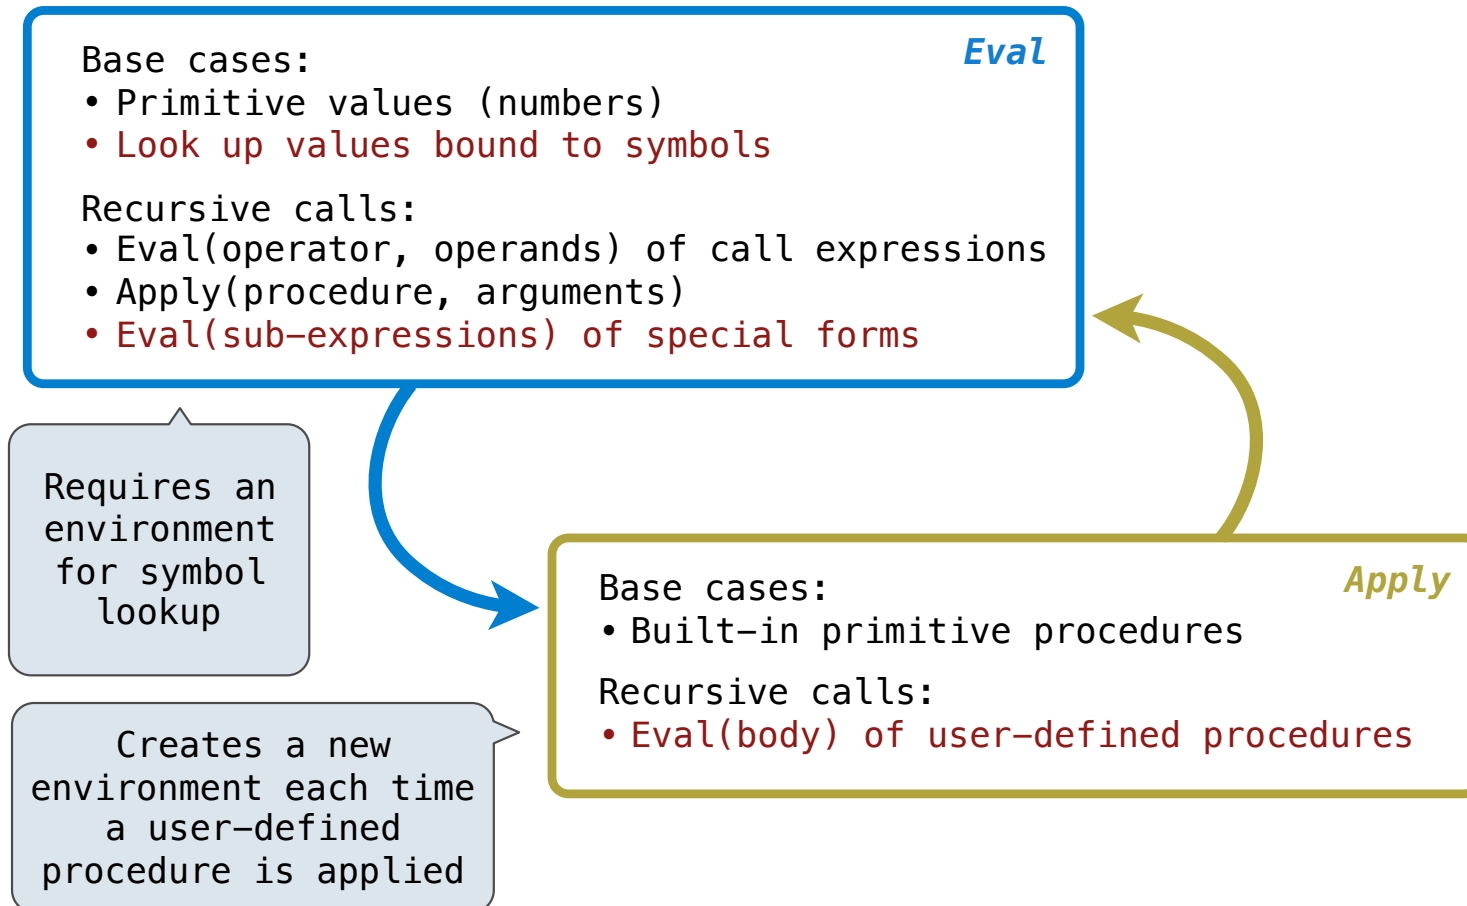 Eval
Base cases:
• Primitive values (numbers)
• Look up values bound to symbols
Recursive calls:
• Eval(operator, operands) of call expressions
• Apply(procedure, arguments)
• Eval(sub-expressions) of special forms
Requires an
environment
for symbol
lookup
Apply
Base cases:
• Built-in primitive procedures
Recursive calls:
• Eval(body) of user-defined procedures
Creates a new
environment each time
a user-defined
procedure is applied